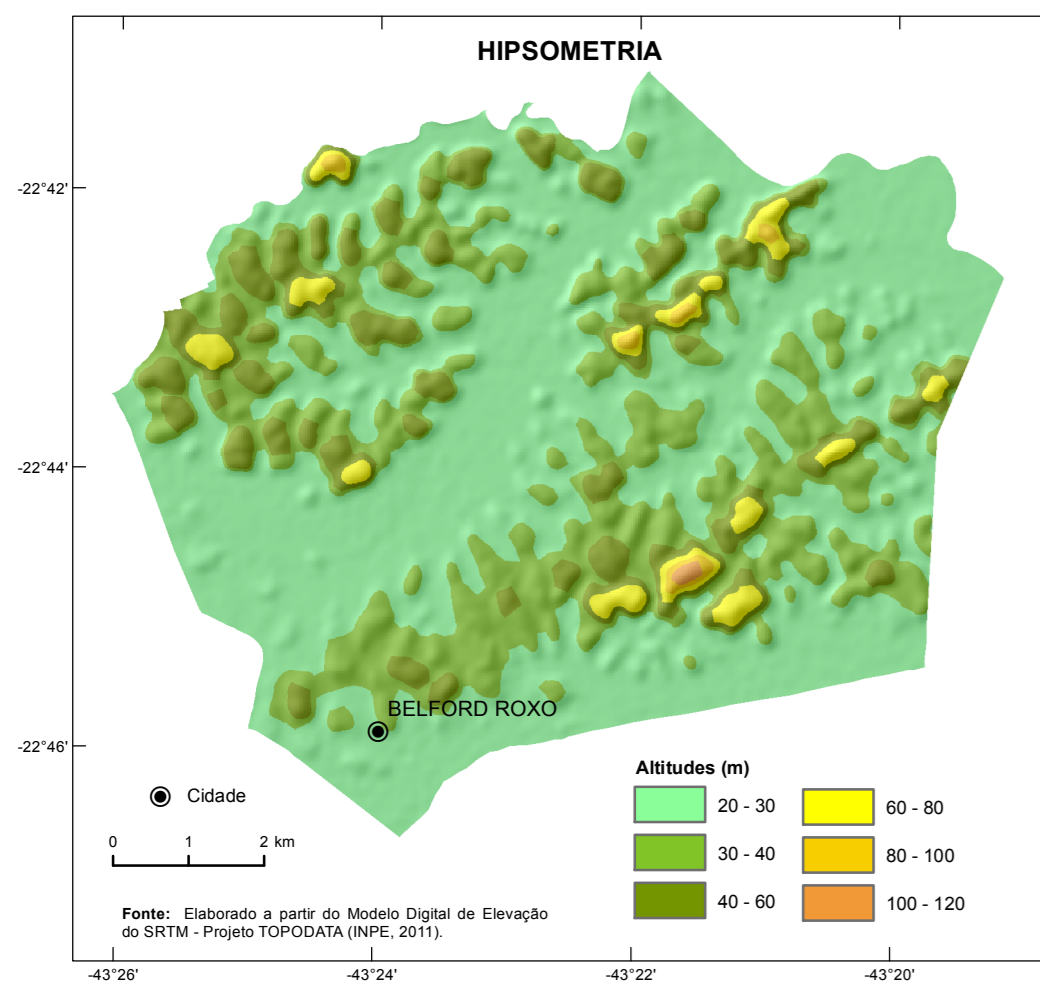 HIPSOMETRIA
-22°42'
-22°44'
BELFORD ROXO
-22°46'
Altitudes (m)
Cidade
20 - 30
60 - 80
0 1 2 km
30 - 40
80 - 100
40 - 60
100 - 120
Fonte: Elaborado a partir do Modelo Digital de Elevação
do SRTM - Projeto TOPODATA (INPE, 2011).
-43°26' -43°24' -43°22' -43°20'